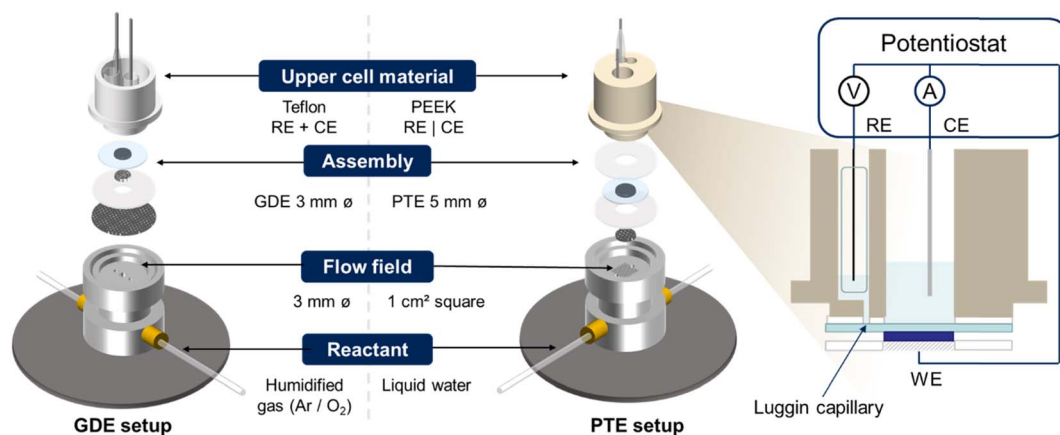 Upper cell material
Teflon
RE + CE
PEEK
RE | CE
Assembly
GDE 3 mm ø
PTE 5 mm ø
Flow field
3 mm ø
1 cm² square
Reactant
Humidified
gas (Ar / O₂)
Liquid water
GDE setup
PTE setup
Potentiostat
V
A
RE
CE
WE
Luggin capillary